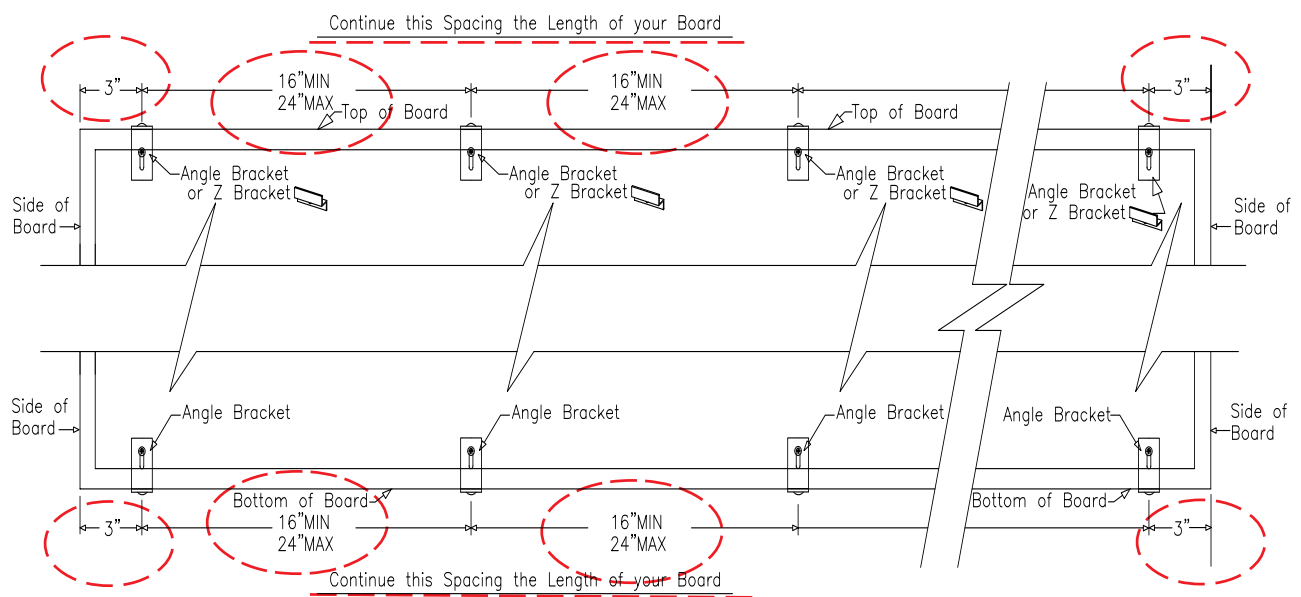 Continue this Spacing the Length of your Board
3"
16"MIN
24"MAX
16"MIN
24"MAX
3"
Top of Board
Top of Board
Angle Bracket
or Z Bracket
Angle Bracket
or Z Bracket
Angle Bracket
or Z Bracket
Angle Bracket
or Z Bracket
Side of
Board
Side of
Board
Side of
Board
Angle Bracket
Angle Bracket
Angle Bracket
Angle Bracket
Side of
Board
Bottom of Board
Bottom of Board
3"
16"MIN
24"MAX
16"MIN
24"MAX
3"
Continue this Spacing the Length of your Board